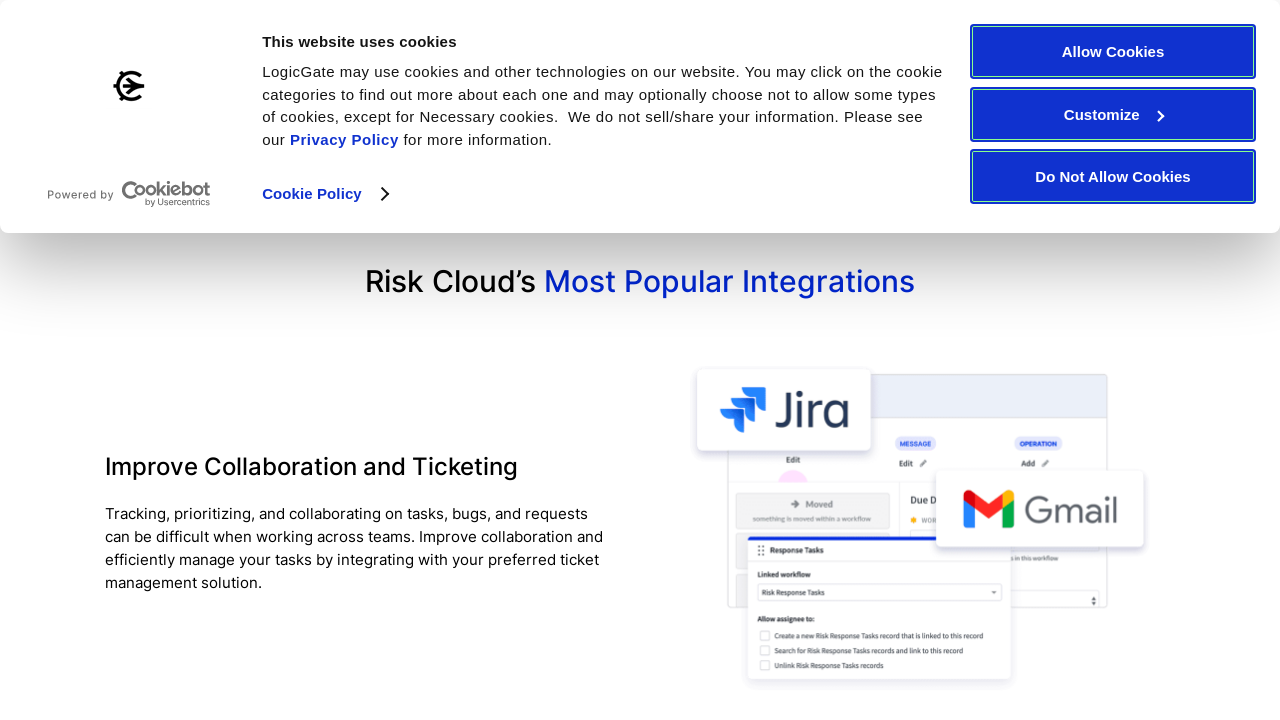 This website uses cookies
LogicGate may use cookies and other technologies on our website. You may click on the cookie
categories to find out more about each one and may optionally choose not to allow some types
of cookies, except for Necessary cookies.  We do not sell/share your information. Please see
our Privacy Policy for more information.
Cookie Policy
Powered by Cookiebot
by Usercentrics
Allow Cookies
Customize
Do Not Allow Cookies
Risk Cloud’s Most Popular Integrations
Improve Collaboration and Ticketing
Tracking, prioritizing, and colaborating on tasks, bugs, and requests
can be difficult when working across teams. Improve collaboration and
efficiently manage your tasks by integrating with your preferred ticket
management solution.
Jira
MESSAGE
OPERATION
Edit
Edit
Add
Gmail
Moved
something is moved within a workflow
Due D
WOR
s in this workflow
Response Tasks
Linked workflow
Risk Response Tasks
Allow assignee to:
Create a new Risk Response Tasks record that is linked to this record
Search for Risk Response Tasks records and link to this record
Unlink Risk Response Tasks records